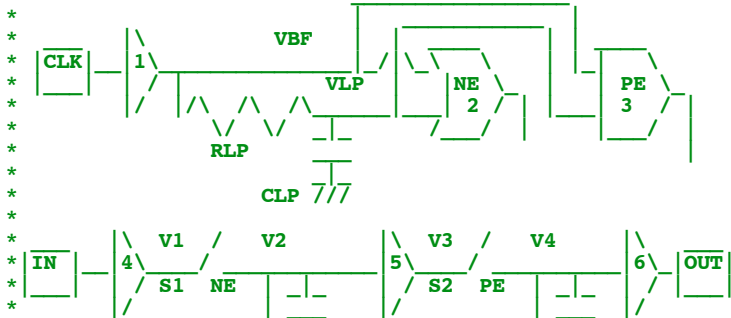 VBF
CLK 1
VLP NE PE
2 3
RLP
CLP
V1 V2 V3 V4
IN 4 5 6 OUT
S1 NE S2 PE